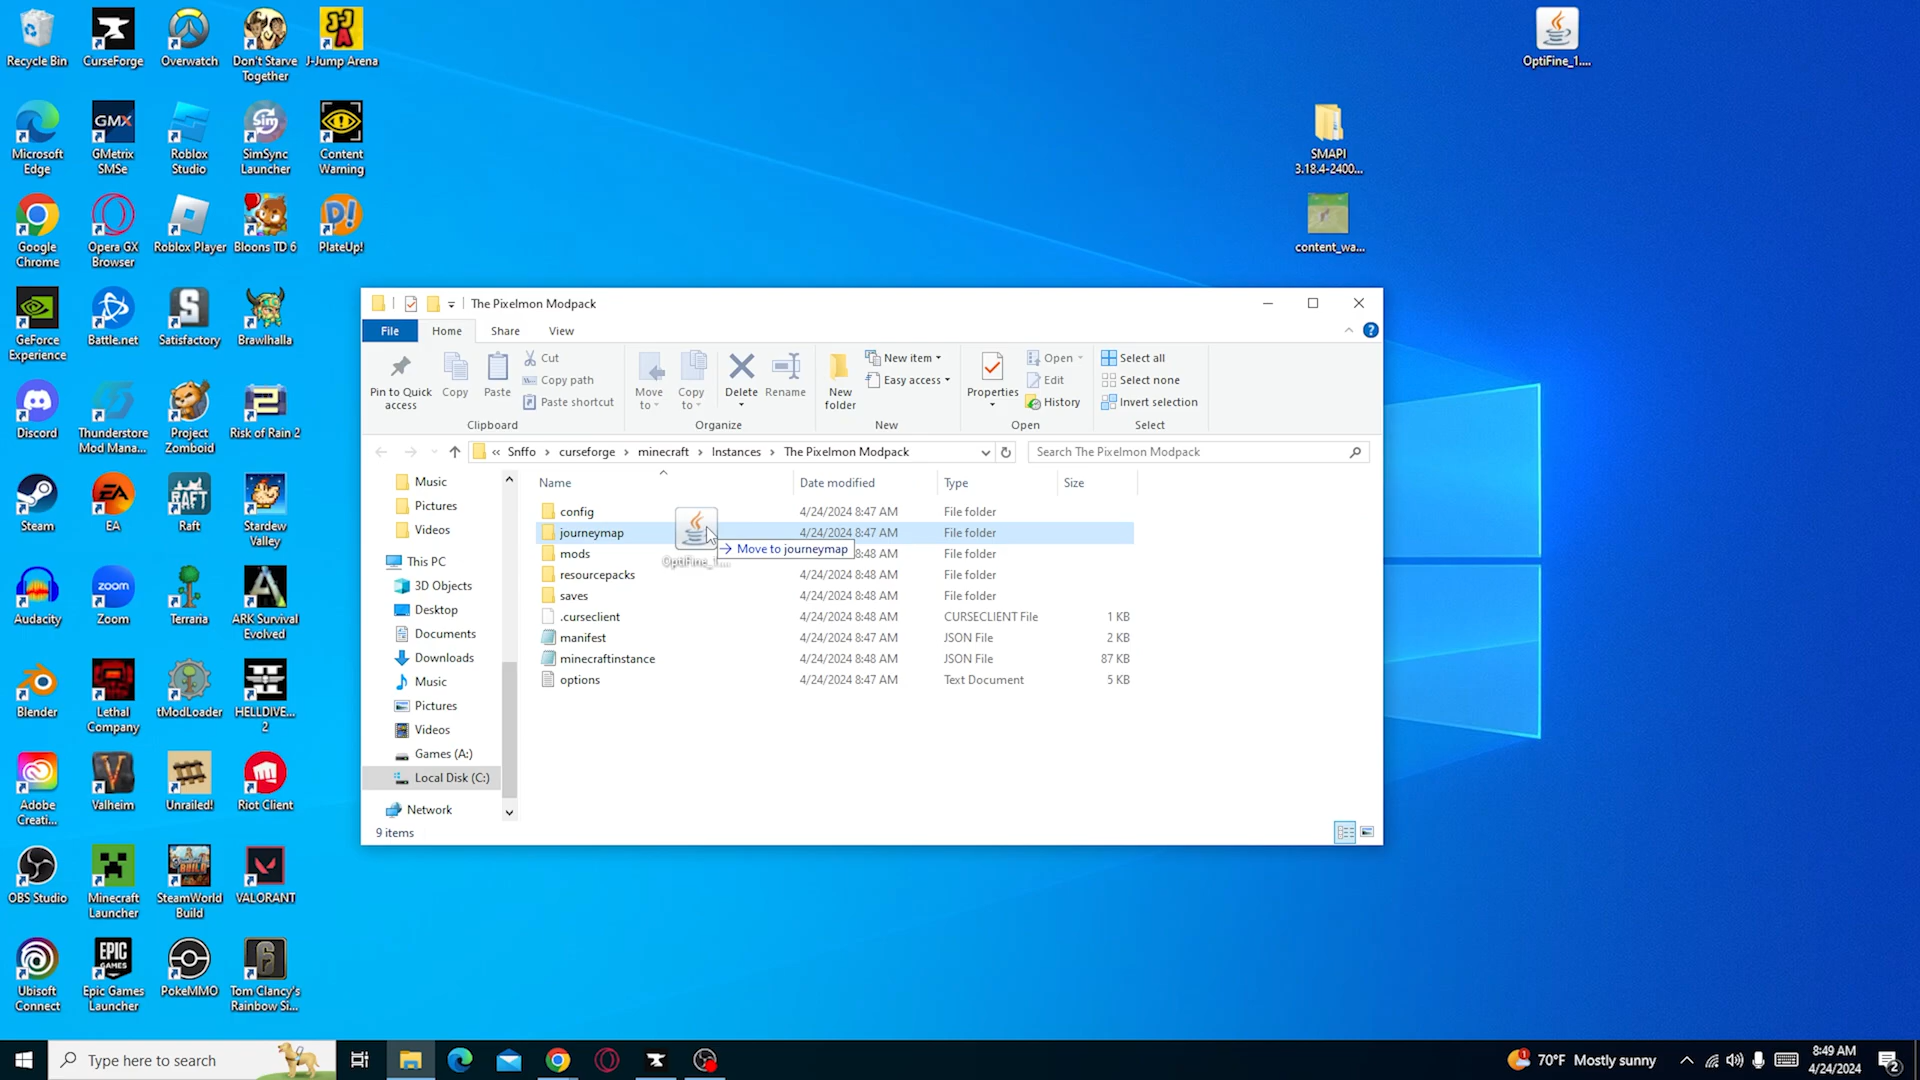 Recycle Bin
CurseForge
Overwatch
Don't Starve
Together
J-Jump Arena
OptiFine_1....
Microsoft
Edge
GMetrix
SMSe
Roblox
Studio
SimSync
Launcher
Content
Warning
SMAPI
3.18.4-2400...
Google
Chrome
Opera GX
Browser
Roblox Player
Bloons TD 6
PlateUp!
content_wa...
GeForce
Experience
Battle.net
Satisfactory
Brawlhalla
Discord
Thunderstore
Mod Mana...
Project
Zomboid
Risk of Rain 2
Steam
EA
Raft
Stardew
Valley
Audacity
Zoom
Terraria
ARK Survival
Evolved
Blender
Lethal
Company
tModLoader
HELLDIVE...
2
Adobe
Creati...
Valheim
Unrailed!
Riot Client
OBS Studio
Minecraft
Launcher
SteamWorld
Build
VALORANT
Ubisoft
Connect
Epic Games
Launcher
PokeMMO
Tom Clancy's
Rainbow Si...
The Pixelmon Modpack
File
Home
Share
View
Pin to Quick
access
Copy
Paste
Cut
Copy path
Paste shortcut
Clipboard
Move
to
Copy
to
Delete
Rename
Organize
New
folder
New item
Easy access
New
Properties
Open
Edit
History
Open
Select all
Select none
Invert selection
Select
« Snffo > curseforge > minecraft > Instances > The Pixelmon Modpack
Search The Pixelmon Modpack
Music
Pictures
Videos
This PC
3D Objects
Desktop
Documents
Downloads
Music
Pictures
Videos
Games (A:)
Local Disk (C:)
Network
Name Date modified Type Size
config 4/24/2024 8:47 AM File folder
journeymap 4/24/2024 8:47 AM File folder
mods 8:48 AM File folder
resourcepacks 4/24/2024 8:48 AM File folder
saves 4/24/2024 8:48 AM File folder
.curseclient 4/24/2024 8:48 AM CURSECLIENT File 1 KB
manifest 4/24/2024 8:47 AM JSON File 2 KB
minecraftinstance 4/24/2024 8:48 AM JSON File 87 KB
options 4/24/2024 8:47 AM Text Document 5 KB
Move to journeymap
OptiFine_1....
9 items
Type here to search
70°F Mostly sunny
8:49 AM
4/24/2024
2